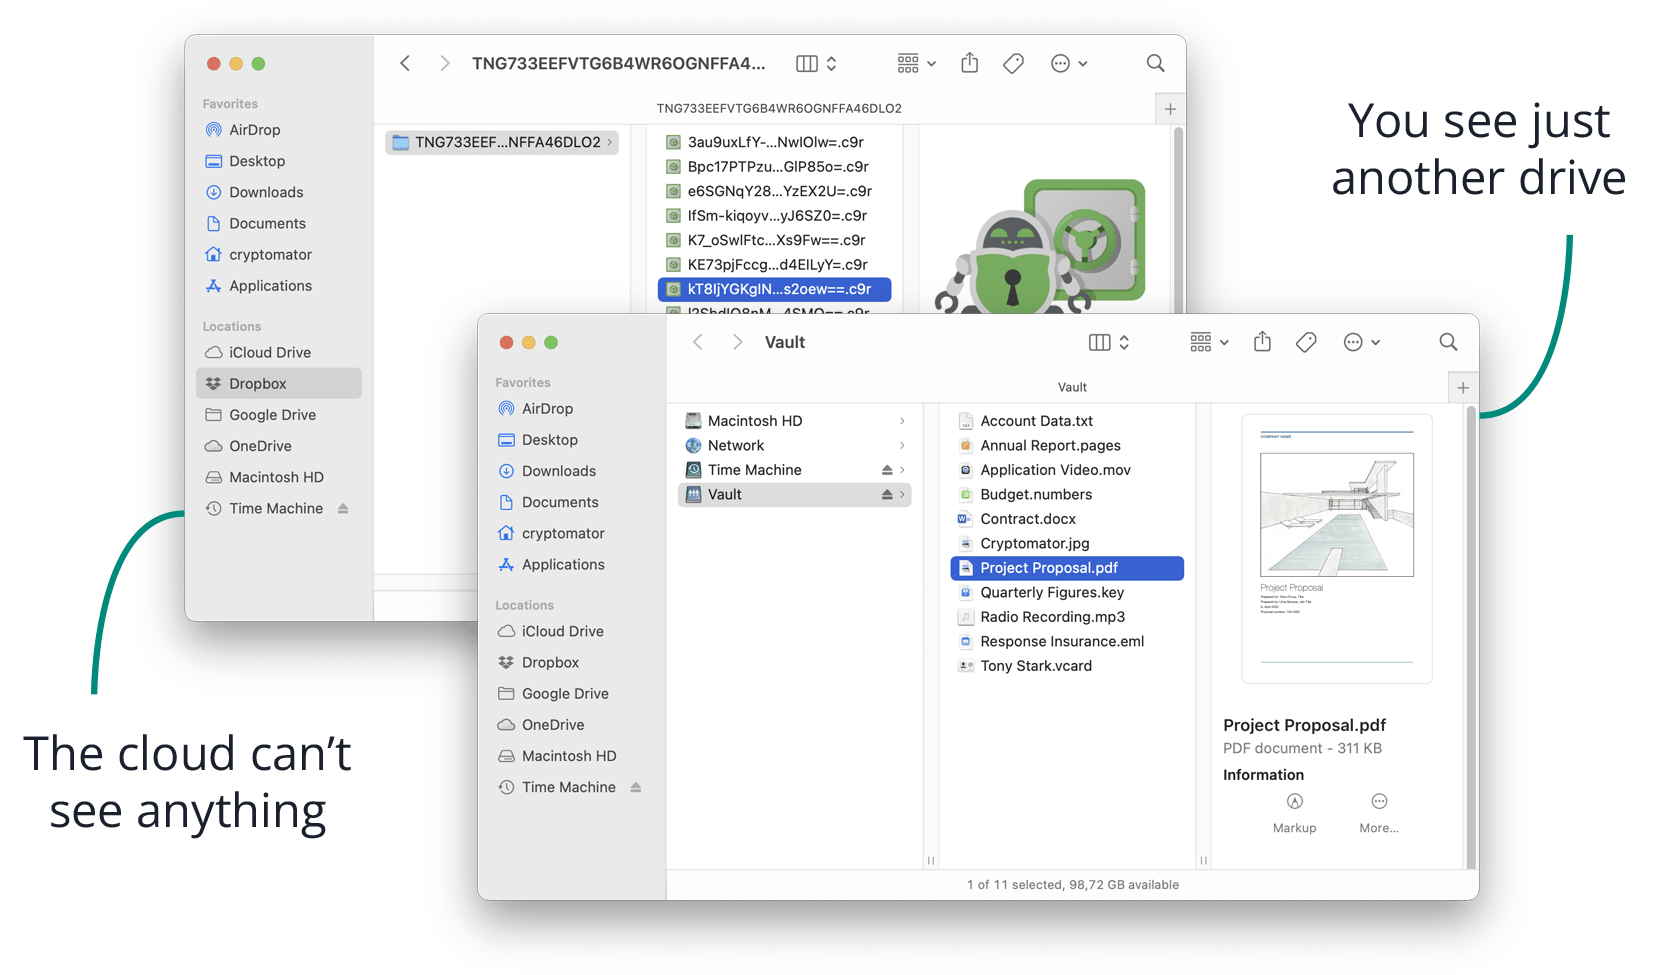 TNG733EEFVTG6B4WR6OGNFFA4...
TNG733EEFVTG6B4WR6OGNFFA46DLO2
Favorites
AirDrop
Desktop
Downloads
Documents
cryptomator
Applications
Locations
iCloud Drive
Dropbox
Google Drive
OneDrive
Macintosh HD
Time Machine
TNG733EEF...NFFA46DLO2
3au9uxLfY-...NwlOlw=.c9r
Bpc17PTPzu...GlP85o=.c9r
e6SGNqY28...YzEX2U=.c9r
IfSm-kiqoyv...yJ6SZ0=.c9r
K7_oSwlFtc...Xs9Fw==.c9r
KE73pjFccg...d4ElLyY=.c9r
kT8IjYGKglN...s2oew==.c9r
You see just
another drive
Vault
Vault
Favorites
AirDrop
Desktop
Downloads
Documents
cryptomator
Applications
Locations
iCloud Drive
Dropbox
Google Drive
OneDrive
Macintosh HD
Time Machine
Macintosh HD
Network
Time Machine
Vault
Account Data.txt
Annual Report.pages
Application Video.mov
Budget.numbers
Contract.docx
Cryptomator.jpg
Project Proposal.pdf
Quarterly Figures.key
Radio Recording.mp3
Response Insurance.eml
Tony Stark.vcard
COMPANY NAME
Project Proposal
Project Proposal.pdf
PDF document - 311 KB
Information
Markup
More...
1 of 11 selected, 98,72 GB available
The cloud can’t
see anything